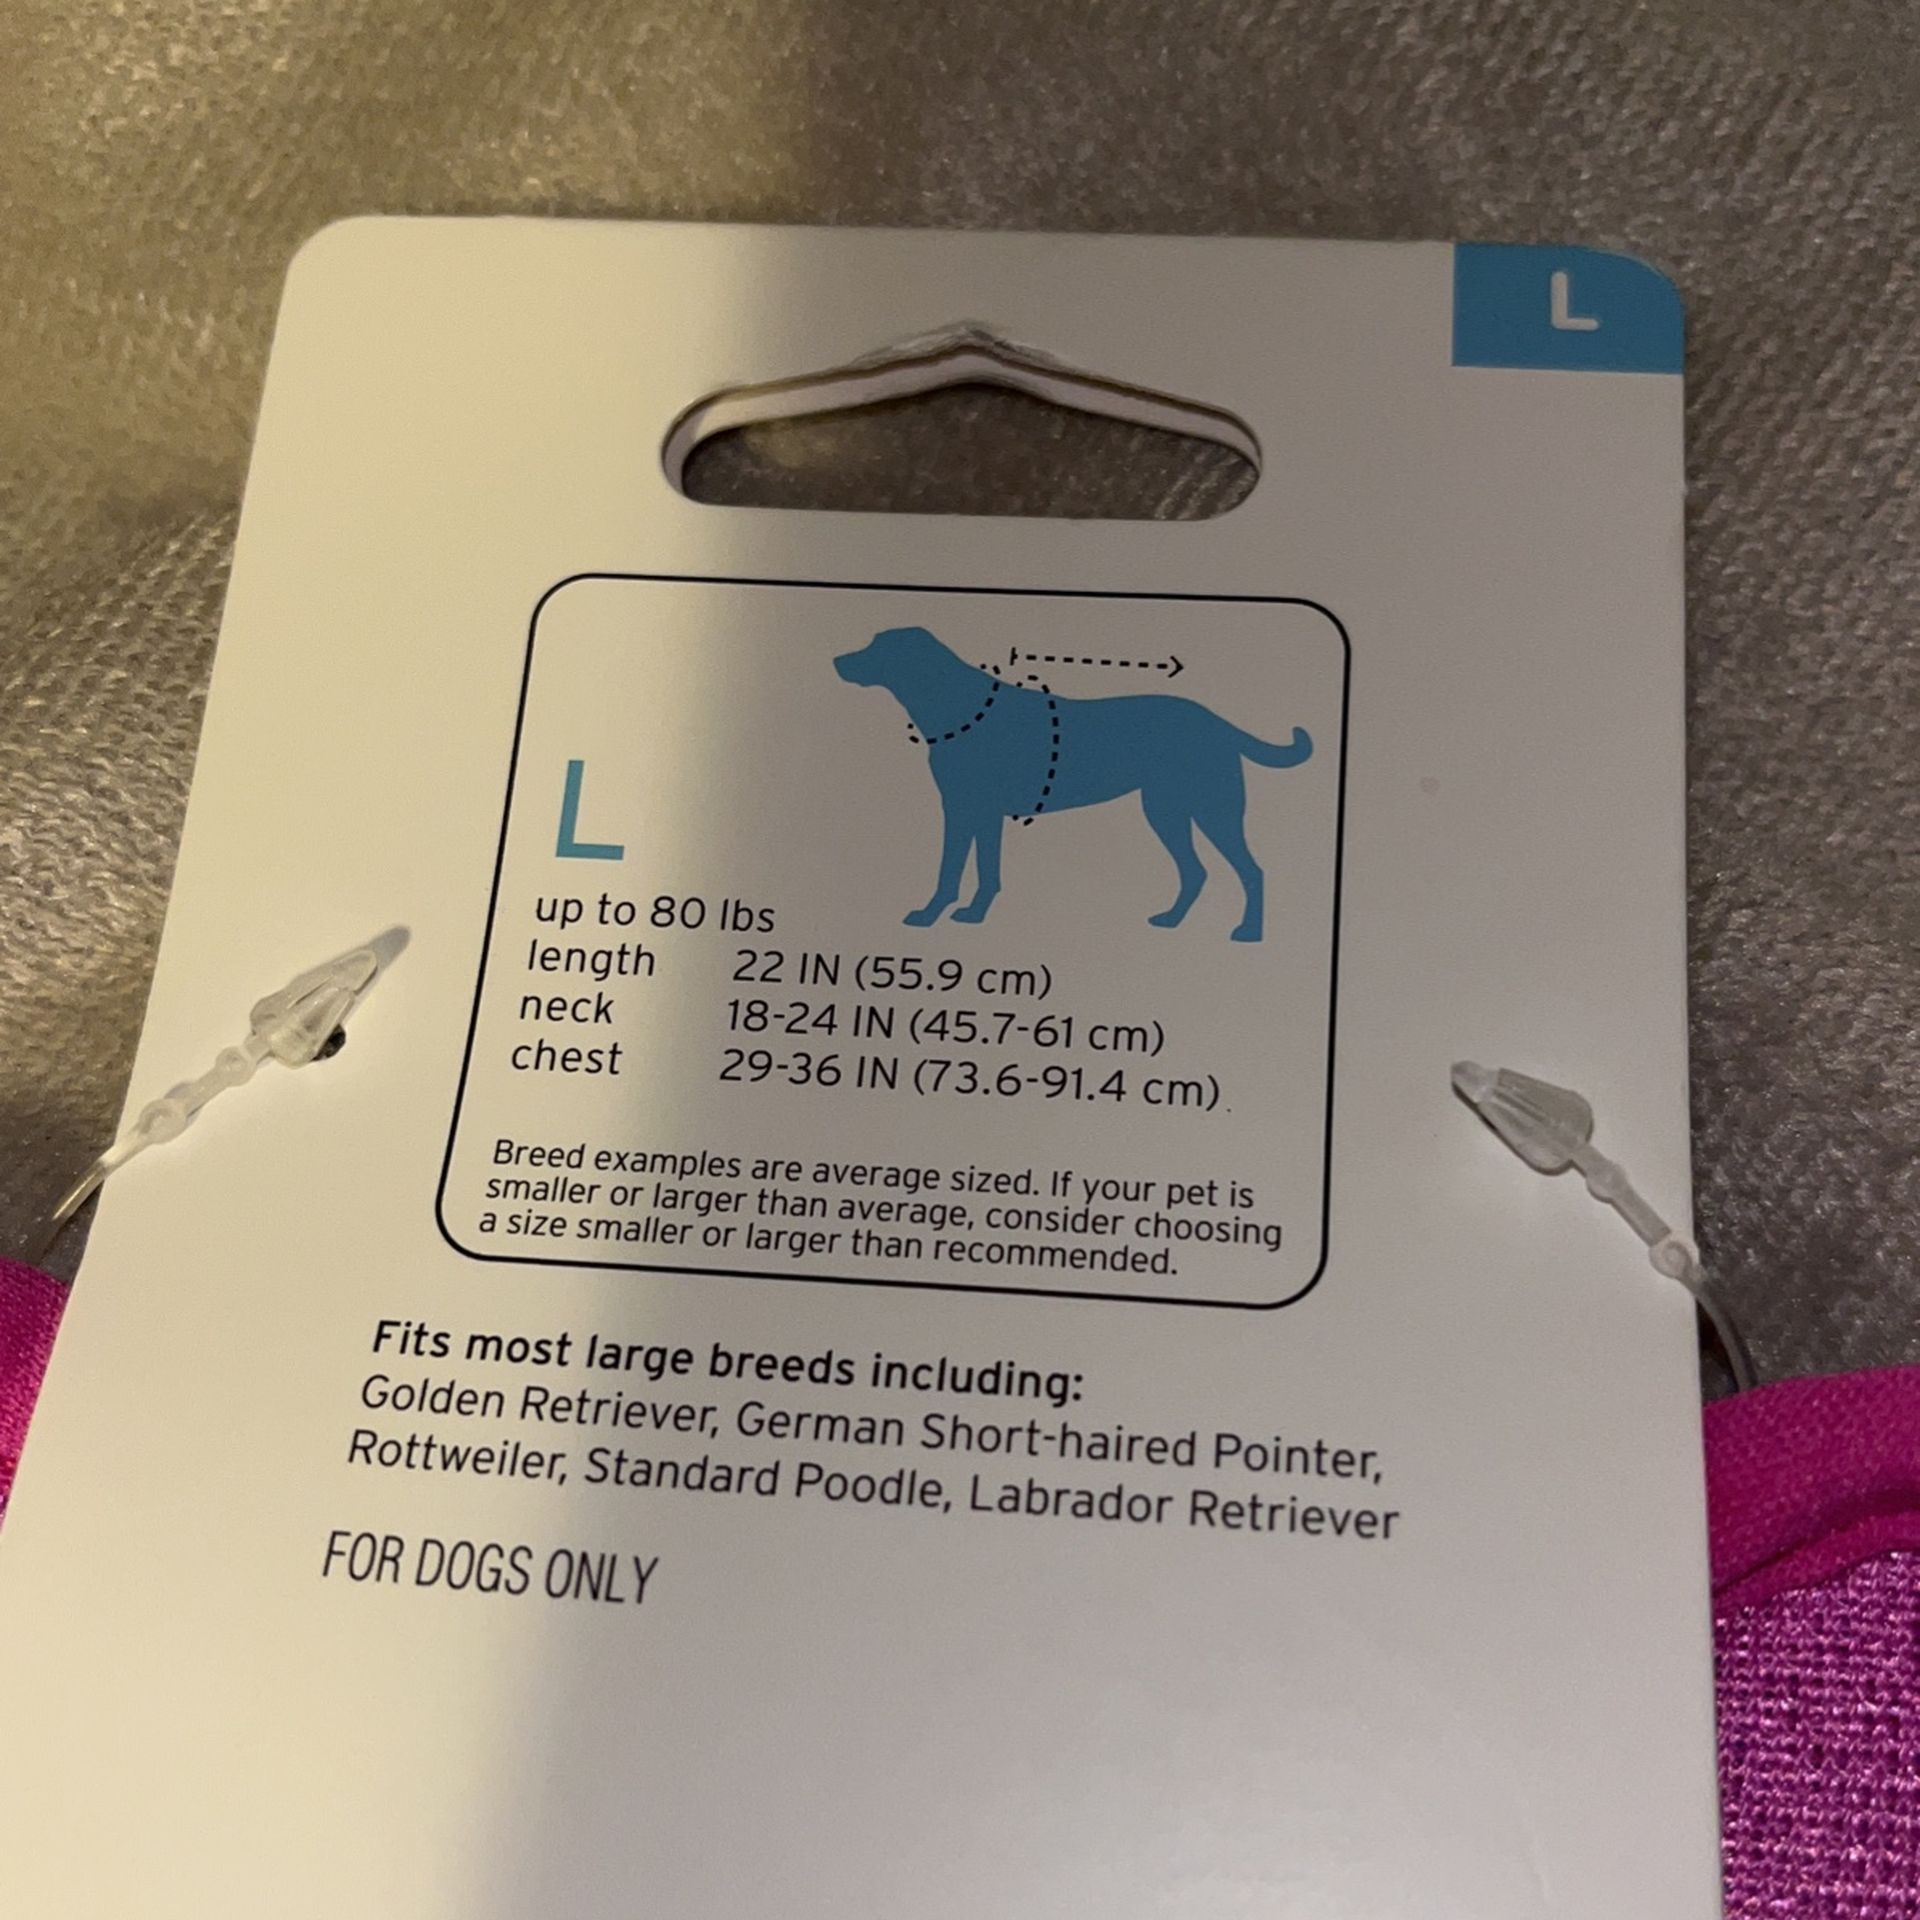 L
L
up to 80 lbs
length 22 IN (55.9 cm)
neck 18-24 IN (45.7-61 cm)
chest 29-36 IN (73.6-91.4 cm).
Breed examples are average sized. If your pet is
smaller or larger than average, consider choosing
a size smaller or larger than recommended.
Fits most large breeds including:
Golden Retriever, German Short-haired Pointer,
Rottweiler, Standard Poodle, Labrador Retriever
FOR DOGS ONLY